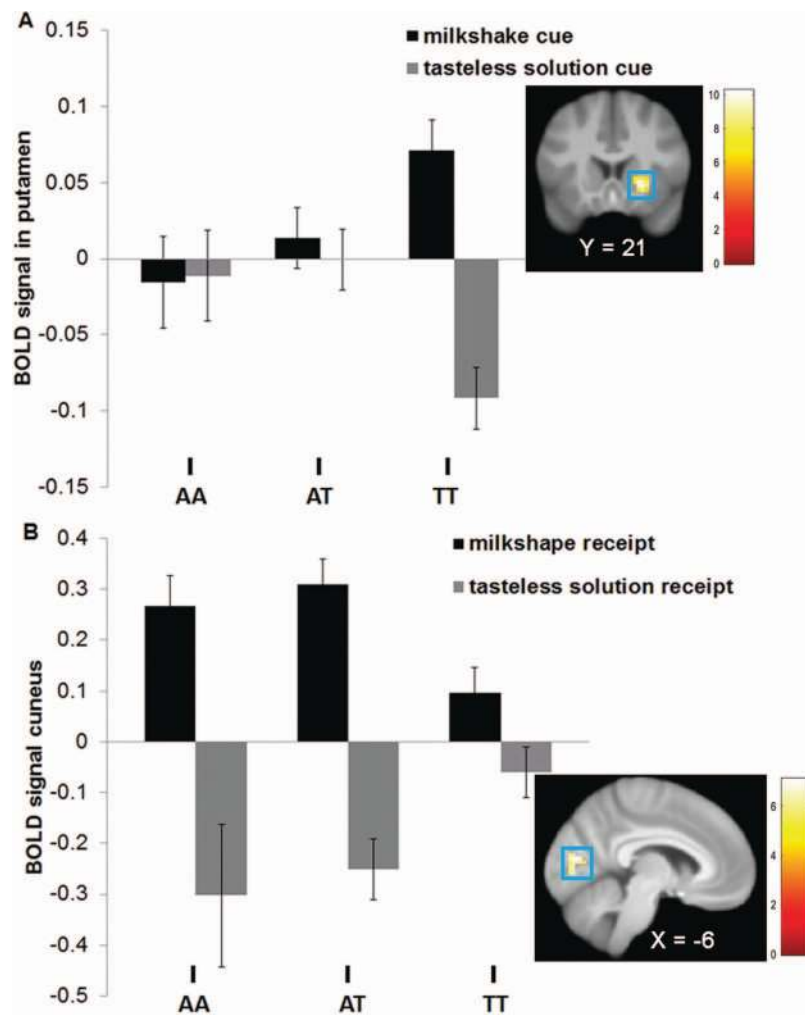 A
0.15
0.1
0.05
0
-0.05
-0.1
-0.15
BOLD signal in putamen
milkshake cue
tasteless solution cue
Y = 21
10
8
6
4
2
0
AA AT TT
B
0.4
0.3
0.2
0.1
0
-0.1
-0.2
-0.3
-0.4
-0.5
BOLD signal cuneus
milkshape receipt
tasteless solution receipt
X = -6
6
4
2
0
AA AT TT